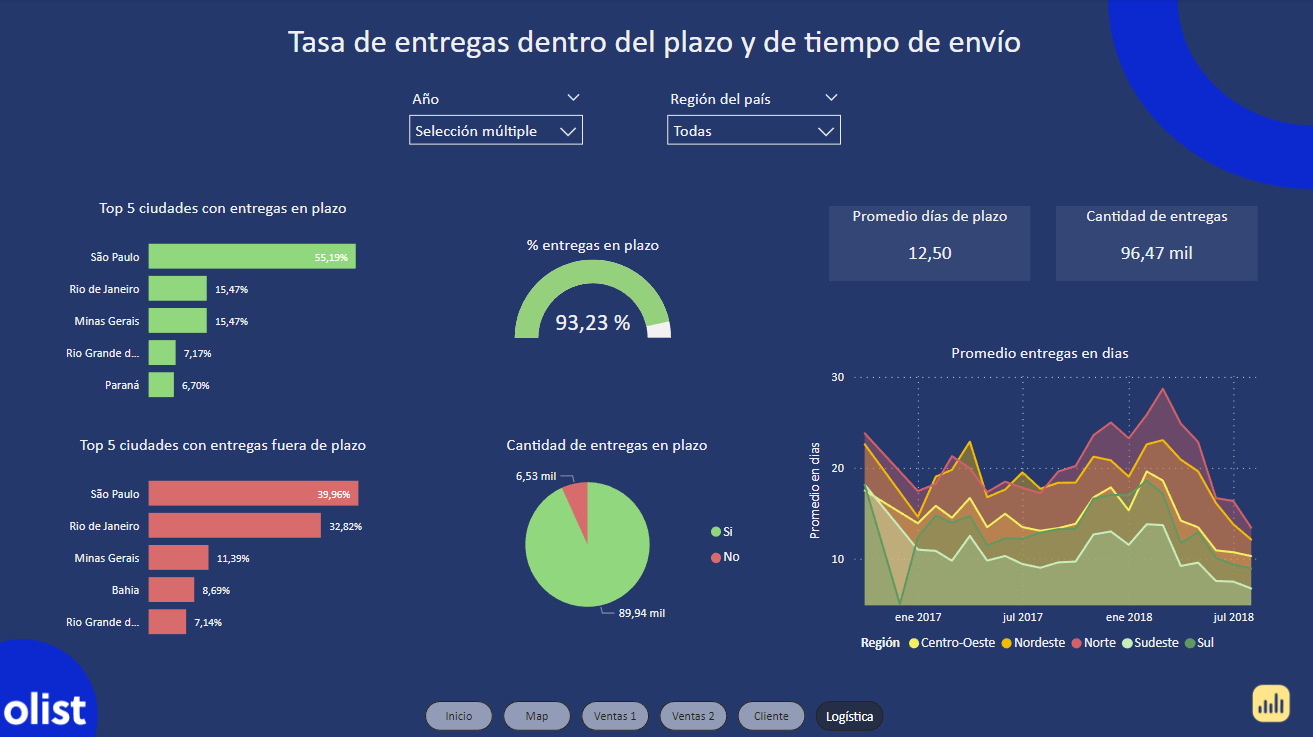 Tasa de entregas dentro del plazo y de tiempo de envío
Año
Selección múltiple
Región del país
Todas
Top 5 ciudades con entregas en plazo
São Paulo 55,19%
Rio de Janeiro 15,47%
Minas Gerais 15,47%
Rio Grande d... 7,17%
Paraná 6,70%
% entregas en plazo
93,23 %
Promedio días de plazo
12,50
Cantidad de entregas
96,47 mil
Top 5 ciudades con entregas fuera de plazo
São Paulo 39,96%
Rio de Janeiro 32,82%
Minas Gerais 11,39%
Bahia 8,69%
Rio Grande d... 7,14%
Cantidad de entregas en plazo
6,53 mil
89,94 mil
Si
No
Promedio entregas en dias
Promedio en dias
30
20
10
ene 2017 jul 2017 ene 2018 jul 2018
Región Centro-Oeste Nordeste Norte Sudeste Sul
olist
Inicio Map Ventas 1 Ventas 2 Cliente Logística